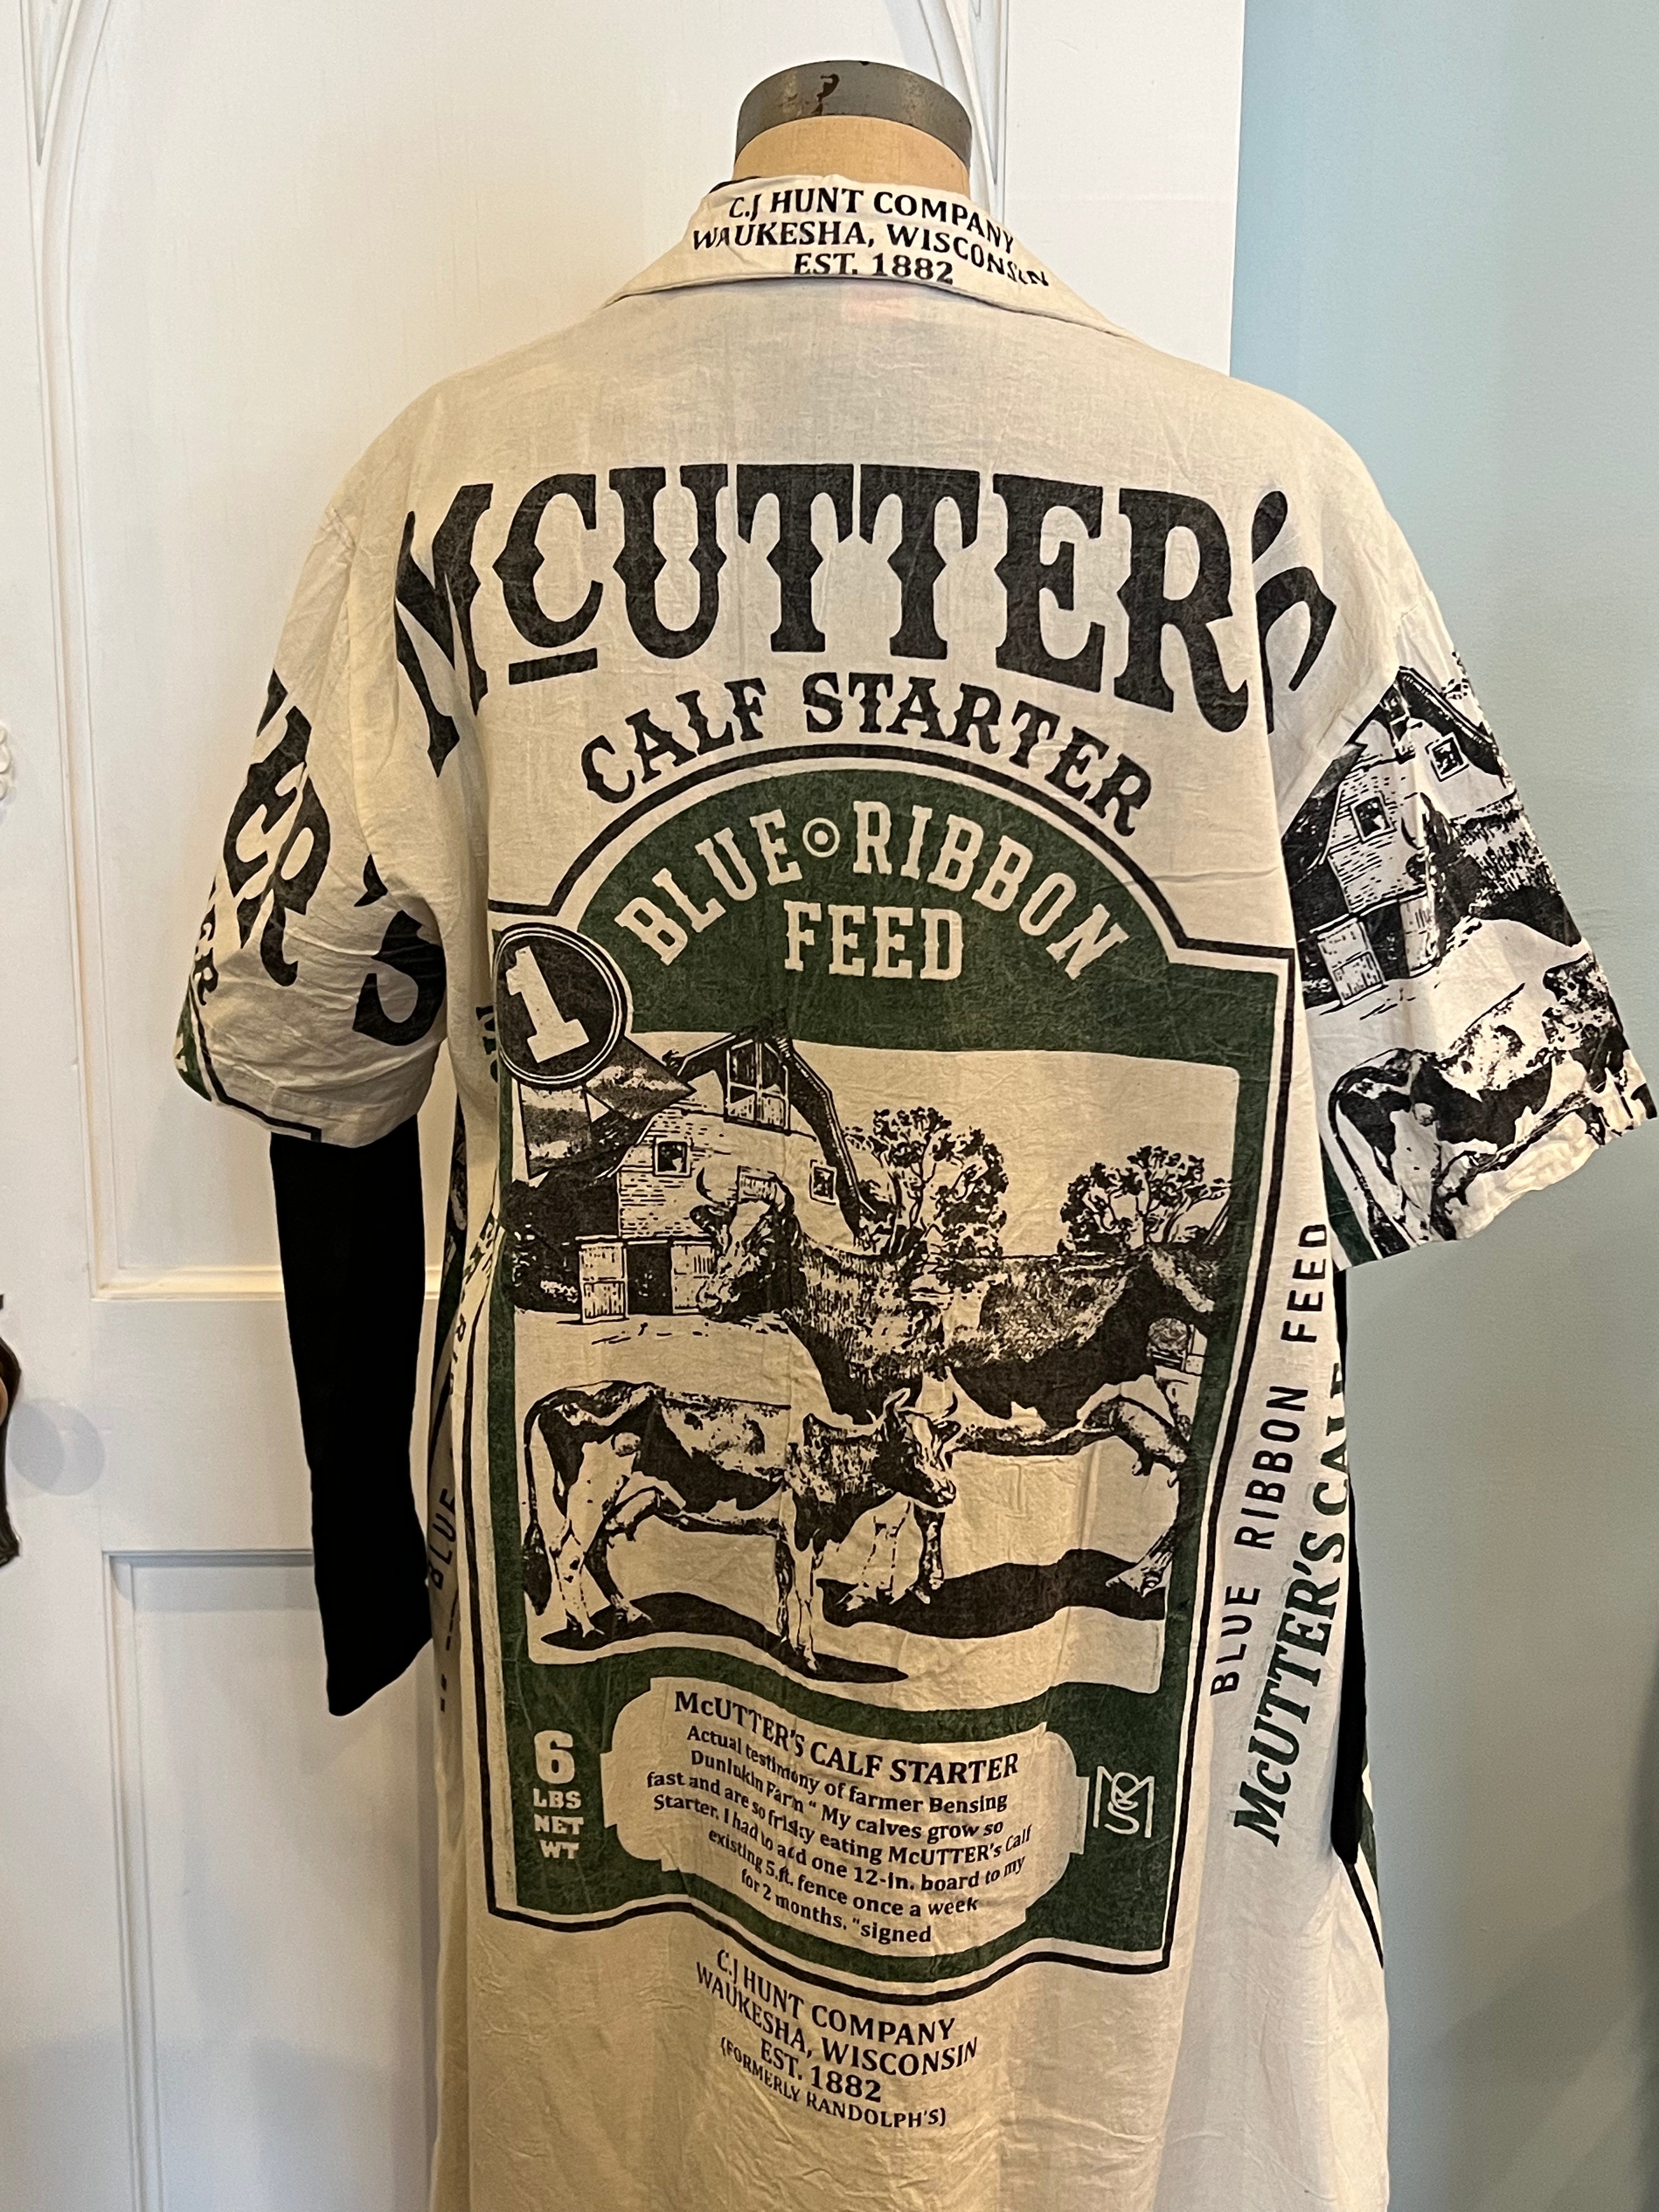 C.J HUNT COMPANY
WAUKESHA, WISCONSIN
EST. 1882
McUTTER'S
CALF STARTER
BLUE RIBBON
FEED
1
McUTTER'S CALF STARTER
Actual testimony of farmer Bensing
Dunlukin Farm " My calves grow so
fast and are so frisky eating McUTTER's Calf
Starter. I had to add one 12-in. board to my
existing 5.ft. fence once a week
for 2 months. "signed
6
LBS
NET
WT
C.J HUNT COMPANY
WAUKESHA, WISCONSIN
EST. 1882
(FORMERLY RANDOLPH'S)
BLUE RIBBON FEED
McUTTER'S CALF
BLUE